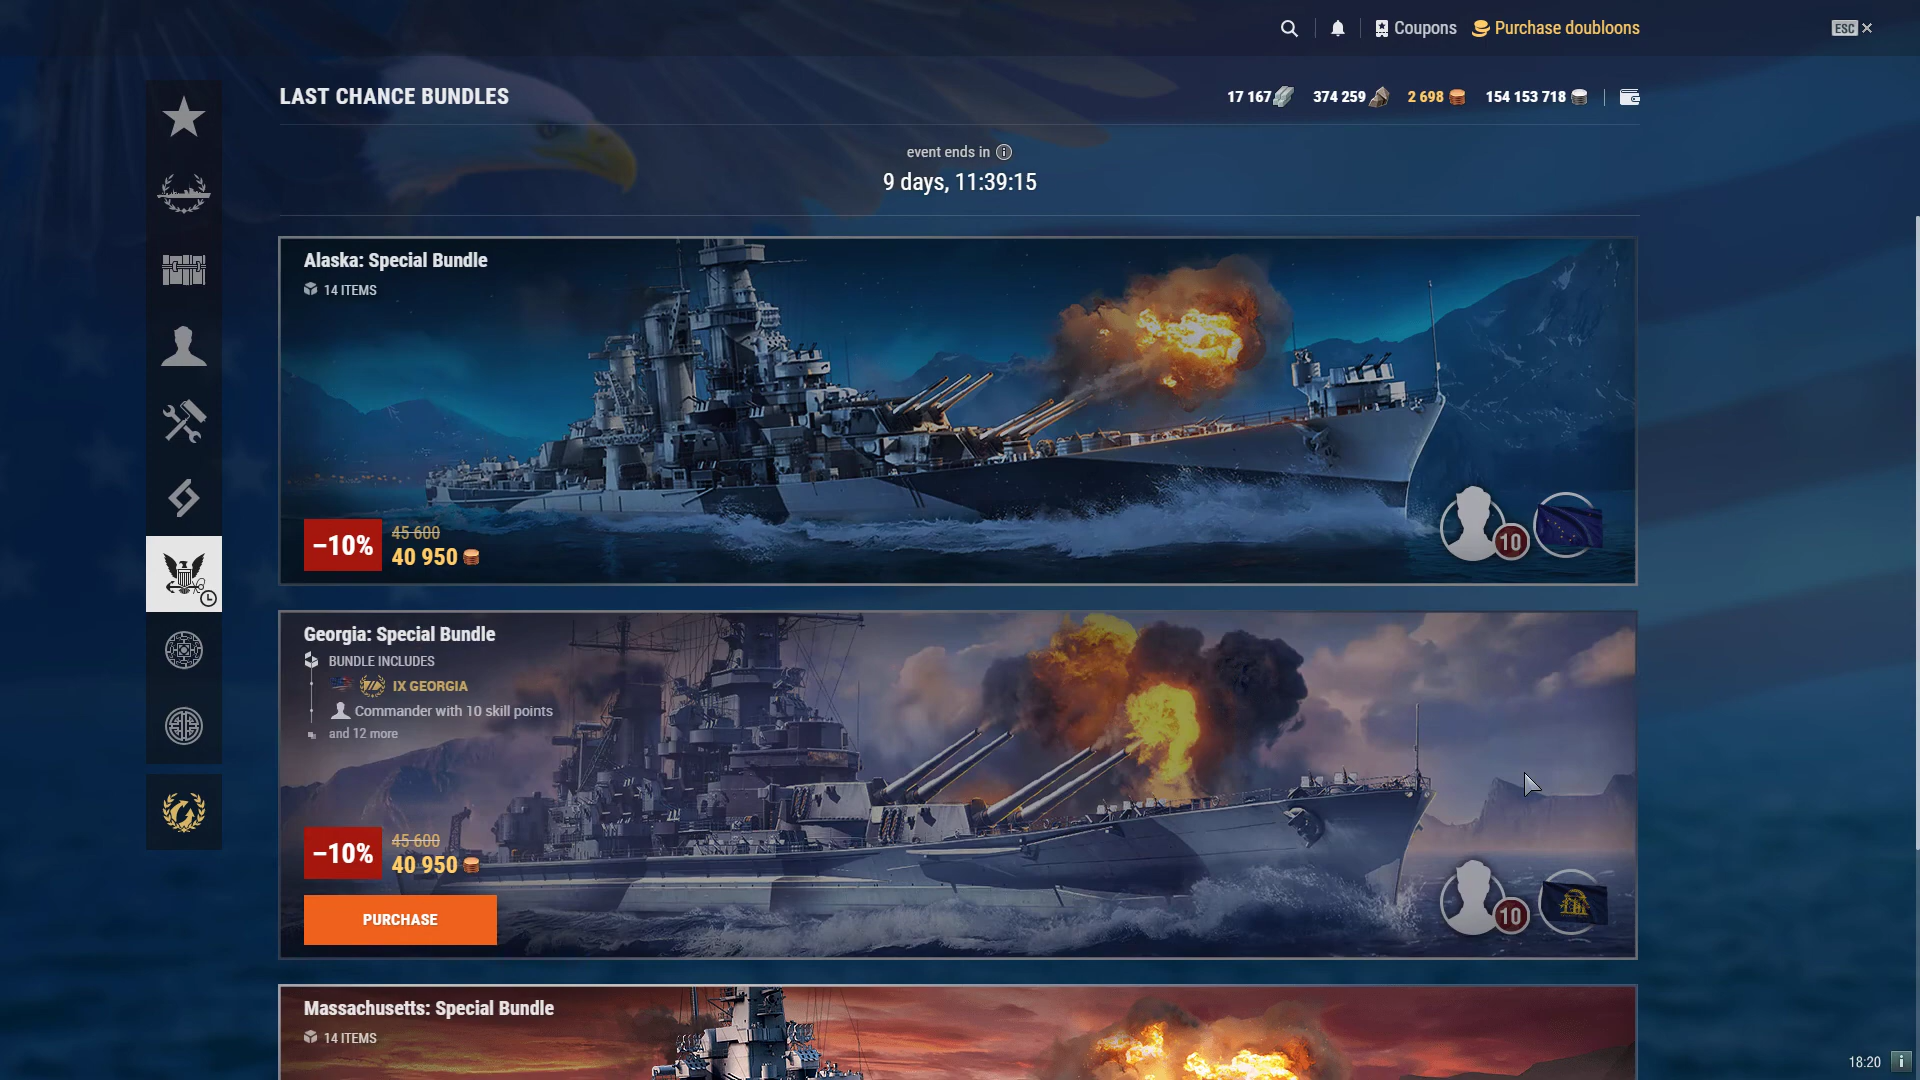 Coupons
Purchase doubloons
ESC
LAST CHANCE BUNDLES
17 167
374 259
2 698
154 153 718
event ends in
9 days, 11:39:15
Alaska: Special Bundle
14 ITEMS
–10%
45 600
40 950
10
Georgia: Special Bundle
BUNDLE INCLUDES
IX GEORGIA
Commander with 10 skill points
and 12 more
–10%
45 600
40 950
10
PURCHASE
Massachusetts: Special Bundle
14 ITEMS
18:20